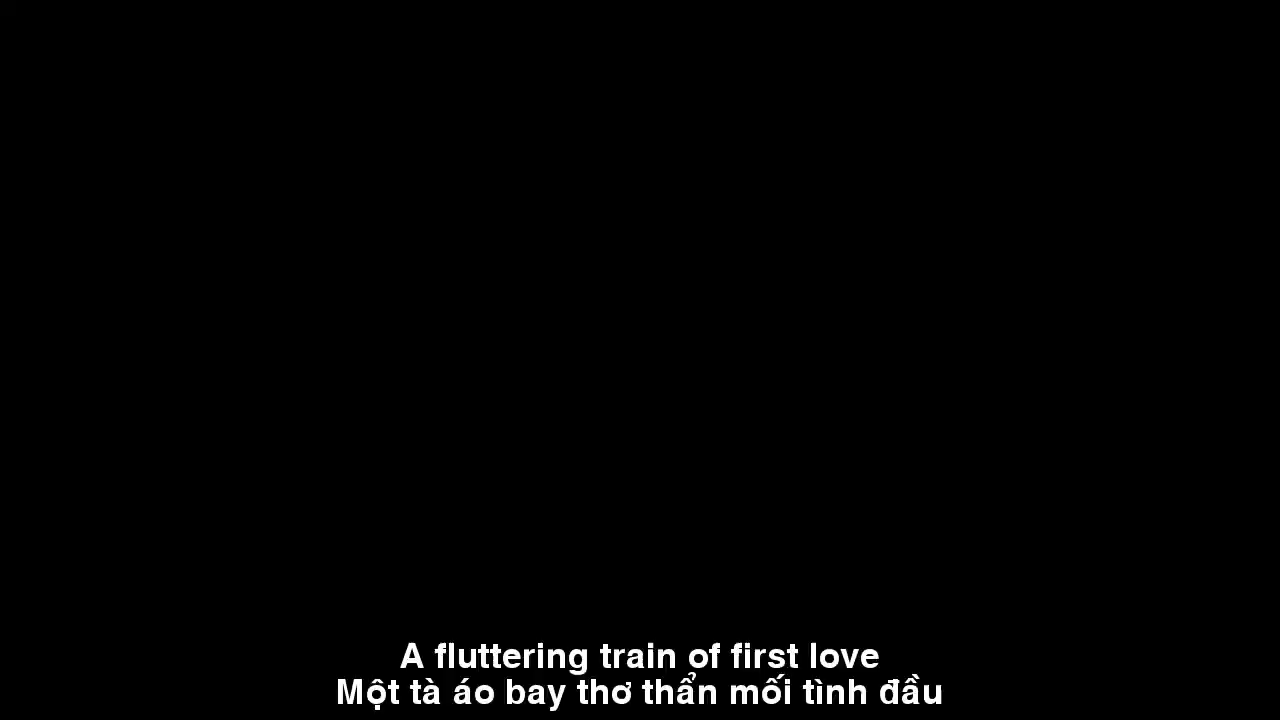 A fluttering train of first love
Một tà áo bay thơ thẩn mối tình đầu